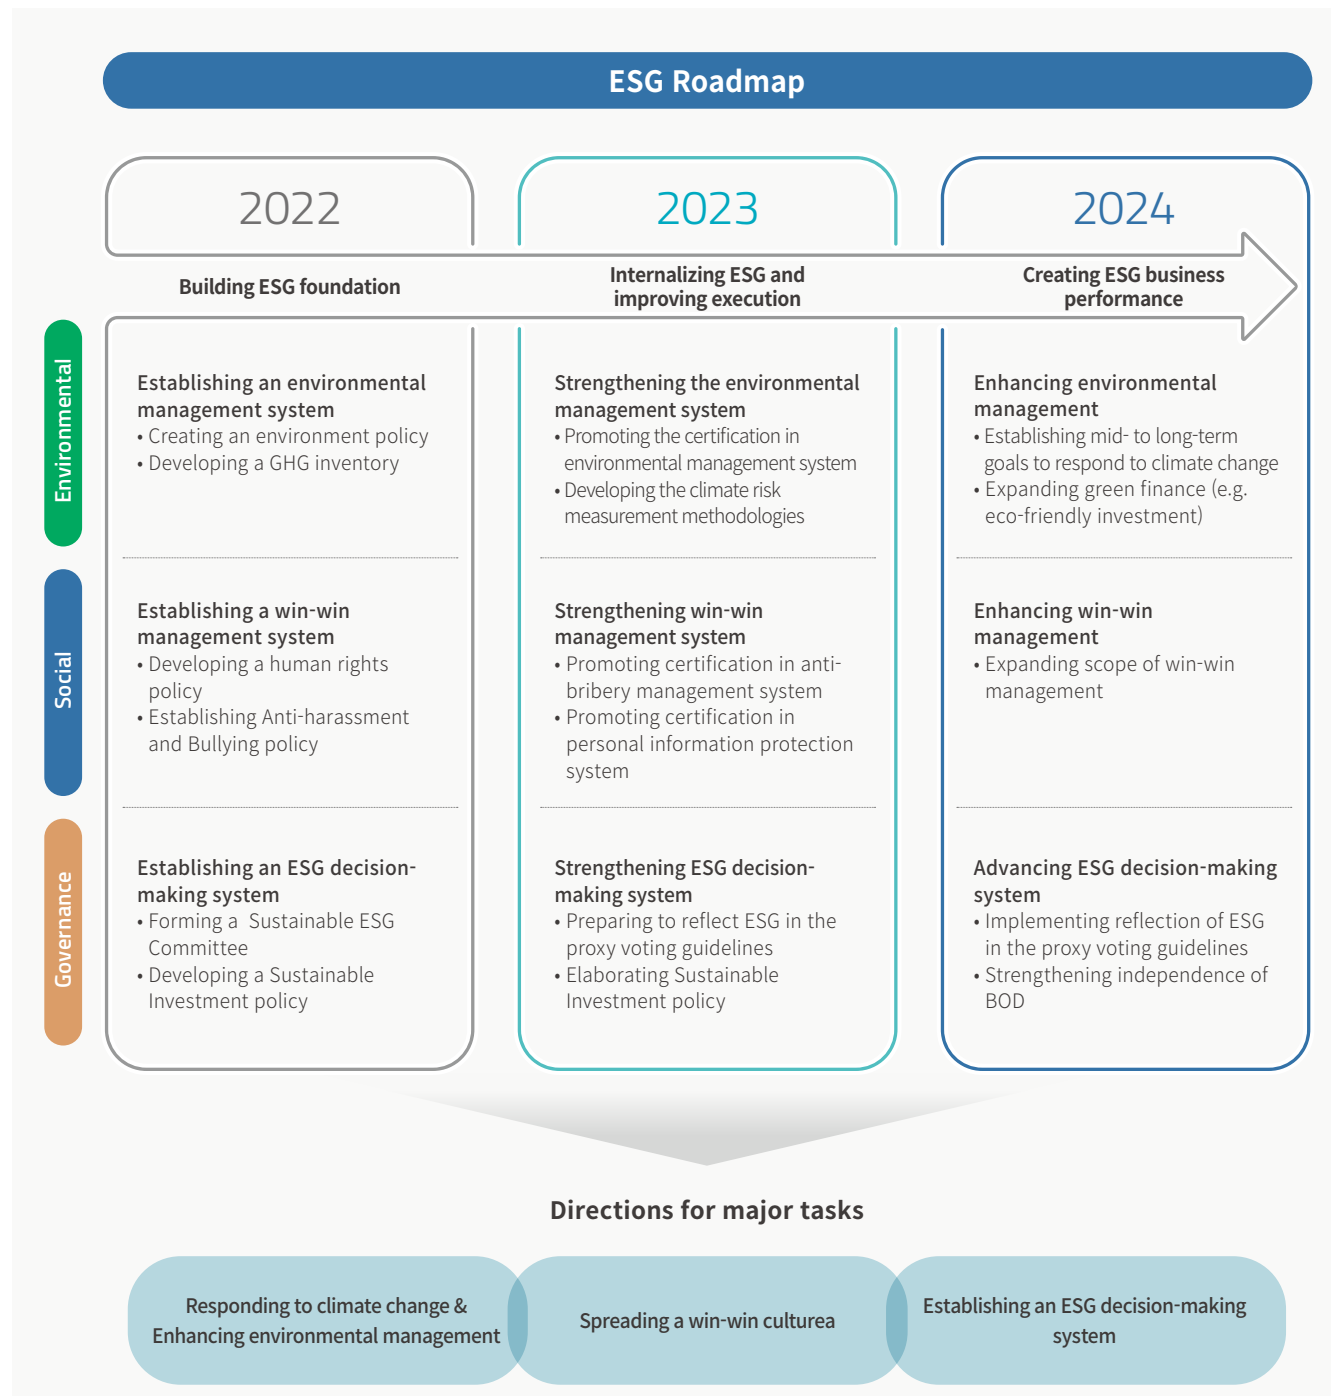 ESG Roadmap
2022
2023
2024
Building ESG foundation
Internalizing ESG and
improving execution
Creating ESG business
performance
Environmental
Establishing an environmental
management system
• Creating an environment policy
• Developing a GHG inventory
Strengthening the environmental
management system
• Promoting the certification in
environmental management system
• Developing the climate risk
measurement methodologies
Enhancing environmental
management
• Establishing mid- to long-term
goals to respond to climate change
• Expanding green finance (e.g.
eco-friendly investment)
Social
Establishing a win-win
management system
• Developing a human rights
policy
• Establishing Anti-harassment
and Bullying policy
Strengthening win-win
management system
• Promoting certification in anti-
bribery management system
• Promoting certification in
personal information protection
system
Enhancing win-win
management
• Expanding scope of win-win
management
Governance
Establishing an ESG decision-
making system
• Forming a  Sustainable ESG
Committee
• Developing a Sustainable
Investment policy
Strengthening ESG decision-
making system
• Preparing to reflect ESG in the
proxy voting guidelines
• Elaborating Sustainable
Investment policy
Advancing ESG decision-making
system
• Implementing reflection of ESG
in the proxy voting guidelines
• Strengthening independence of
BOD
Directions for major tasks
Responding to climate change &
Enhancing environmental management
Spreading a win-win culturea
Establishing an ESG decision-making
system